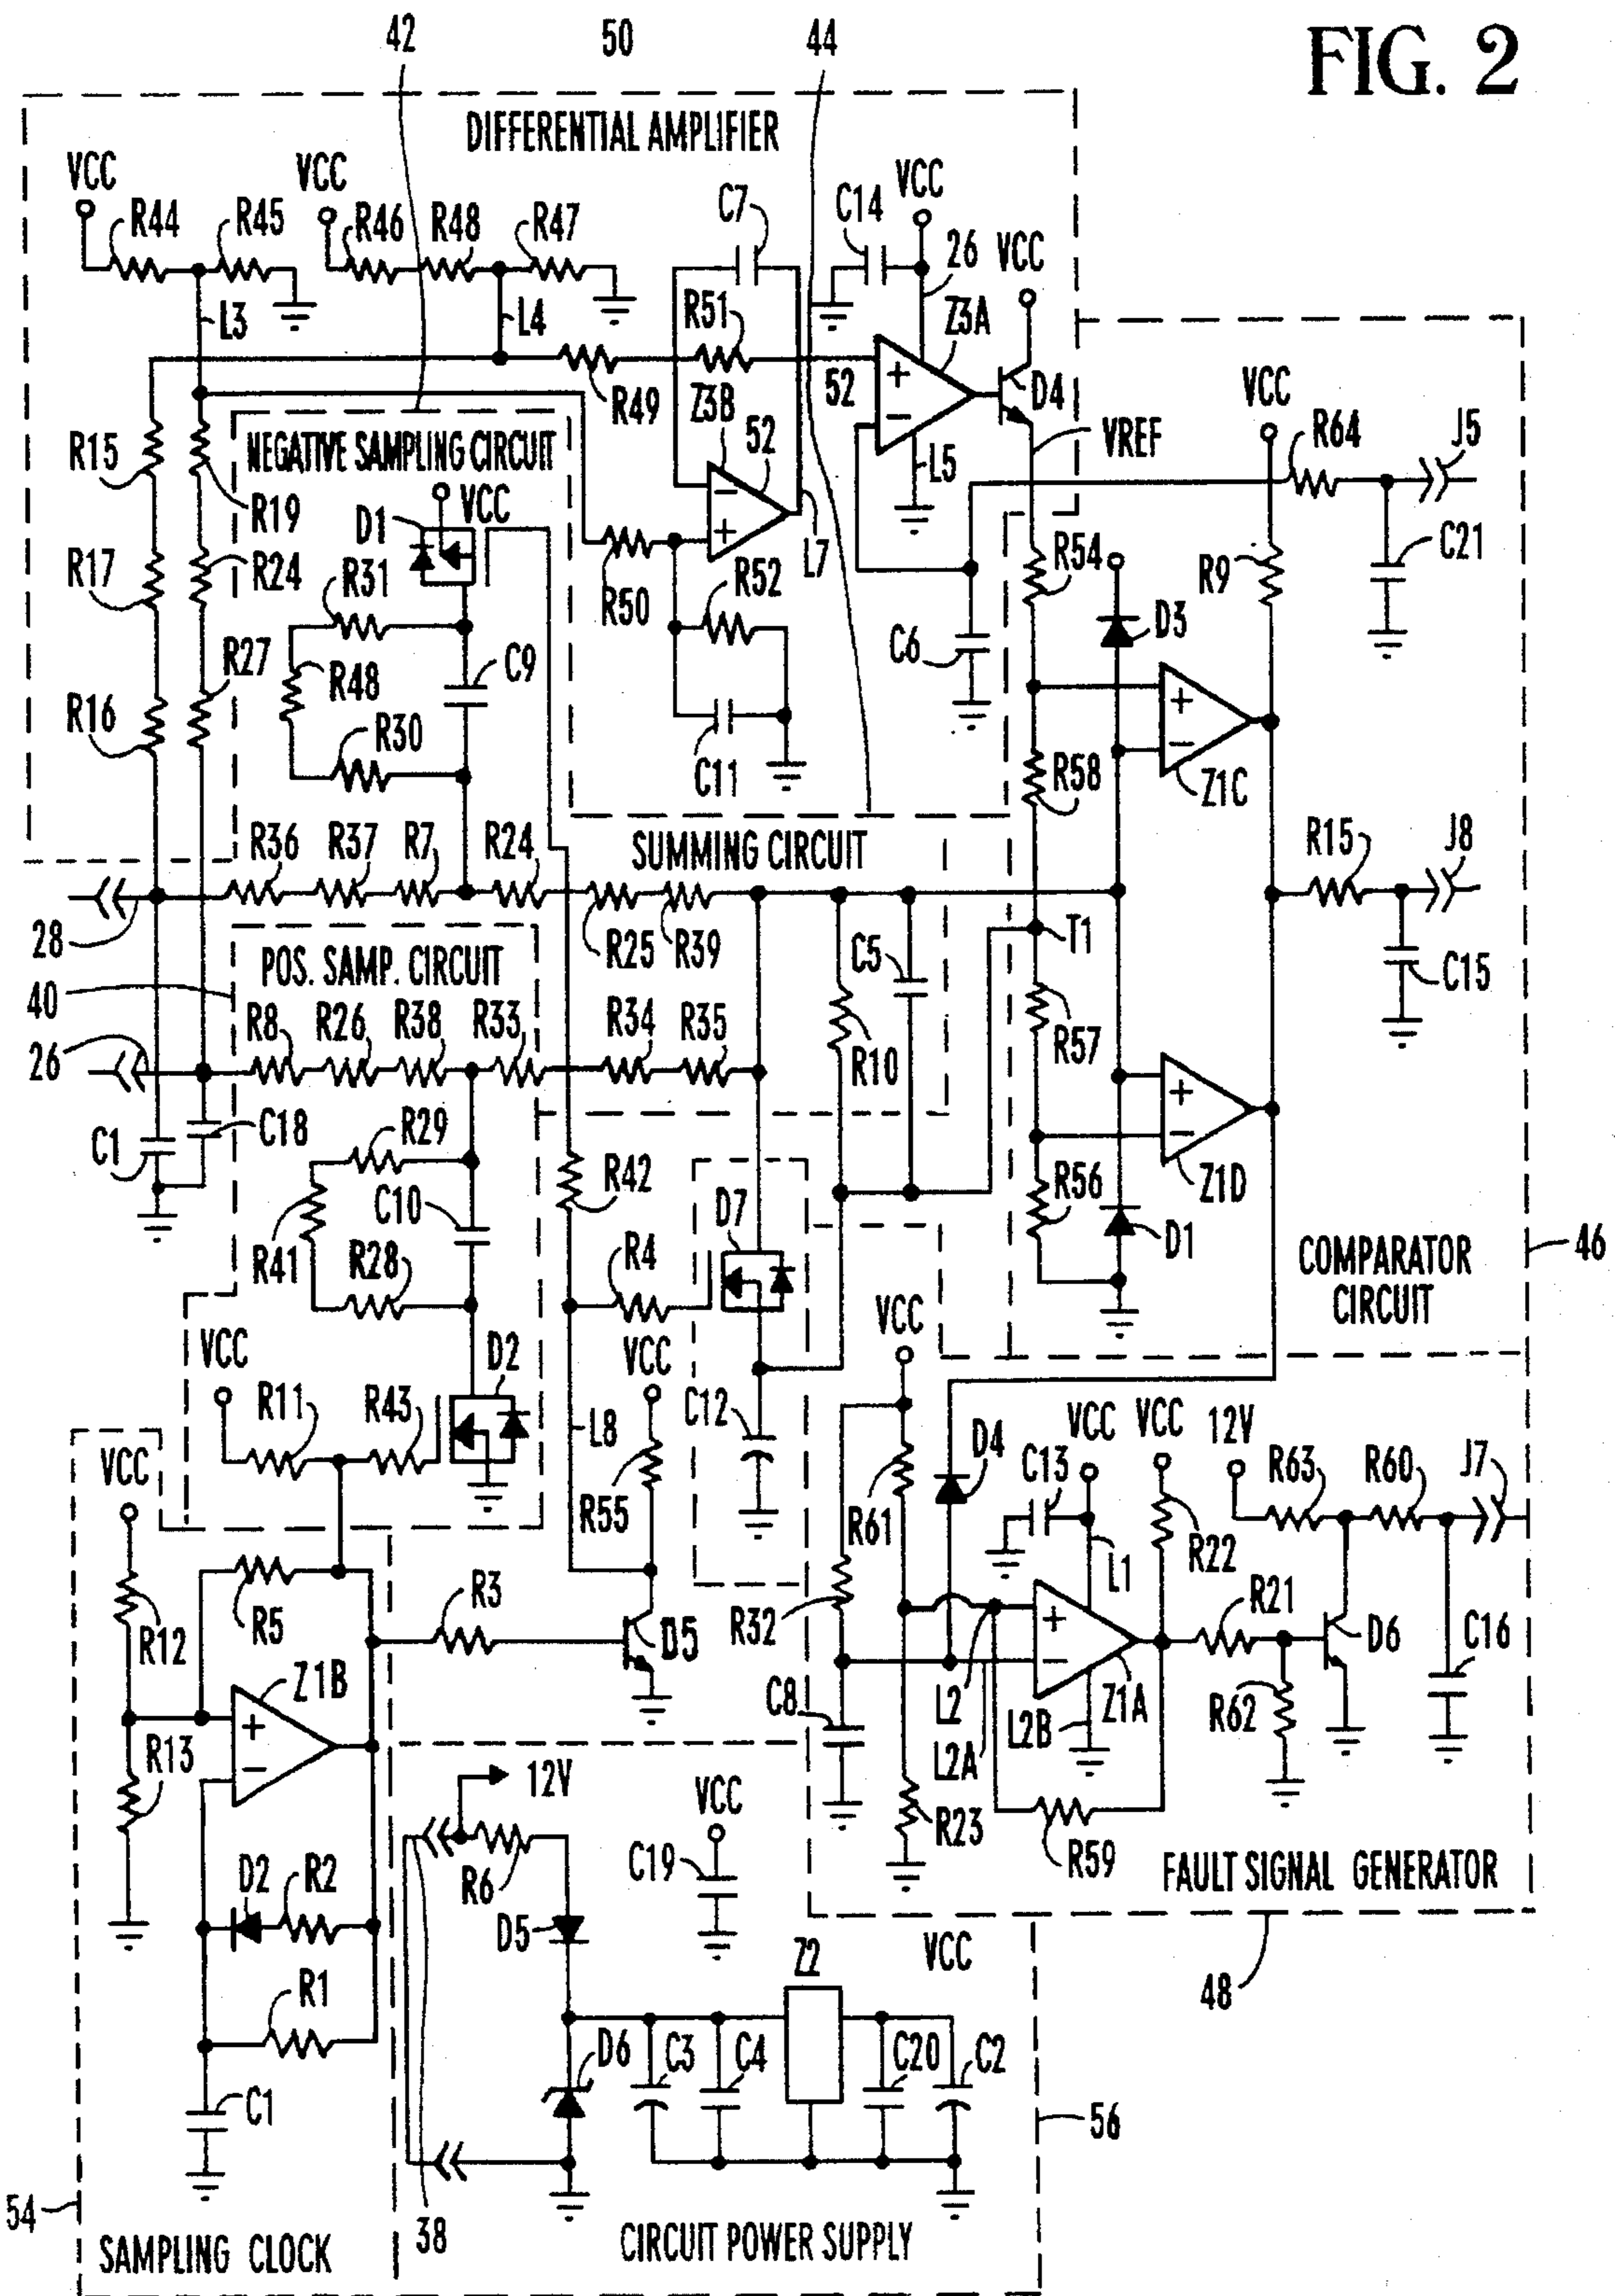 42
50
44
FIG. 2
DIFFERENTIAL AMPLIFIER
VCC
R44
R45
VCC
R46
R48
R47
C7
C14
VCC
26
VCC
L3
L4
R51
Z3A
R49
Z3B
52
52
D4
VCC
R64
J5
R15
NEGATIVE SAMPLING CIRCUIT
L5
VREF
R19
D1
VCC
R17
R24
R31
R50
R52
L7
R54
D3
R9
C21
R27
R48
C9
C6
R16
R30
C11
R58
Z1C
R36
R37
R7
R24
SUMMING CIRCUIT
R15
J8
28
POS. SAMP. CIRCUIT
R25
R39
C5
T1
C15
40
R8
R26
R38
R33
R34
R35
R10
R57
26
C1
C18
R29
R42
D7
R56
Z1D
C10
R41
R28
R4
D1
COMPARATOR
CIRCUIT
46
VCC
D2
VCC
VCC
R11
R43
L8
C12
D4
C13
VCC
VCC
12V
R63
R60
J7
VCC
R55
R61
L1
R22
R5
R3
R32
R21
D6
C16
R12
D5
Z1B
C8
L2
L2B
Z1A
R62
R13
L2A
12V
VCC
R6
C19
R23
R59
FAULT SIGNAL GENERATOR
D2
R2
D5
VCC
Z2
48
R1
D6
C3
C4
C20
C2
C1
56
54
38
SAMPLING CLOCK
CIRCUIT POWER SUPPLY